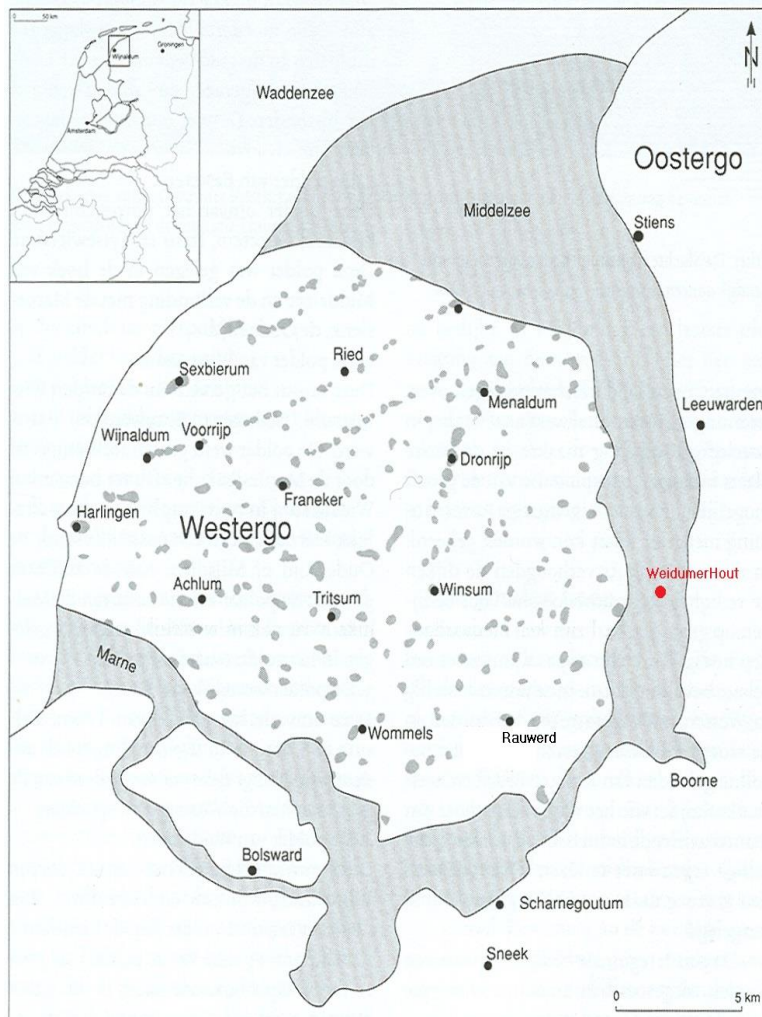 0 50 km
Wijnaldum
Groningen
Amsterdam
N
Waddenzee
Oostergo
Middelzee
Stiens
Ried
Sexbierum
Menaldum
Leeuwarden
Wijnaldum
Voorrijp
Dronrijp
Franeker
Harlingen
Westergo
WeidumerHout
Achlum
Winsum
Tritsum
Marne
Wommels
Rauwerd
Boorne
Bolsward
Scharnegoutum
Sneek
0 5 km